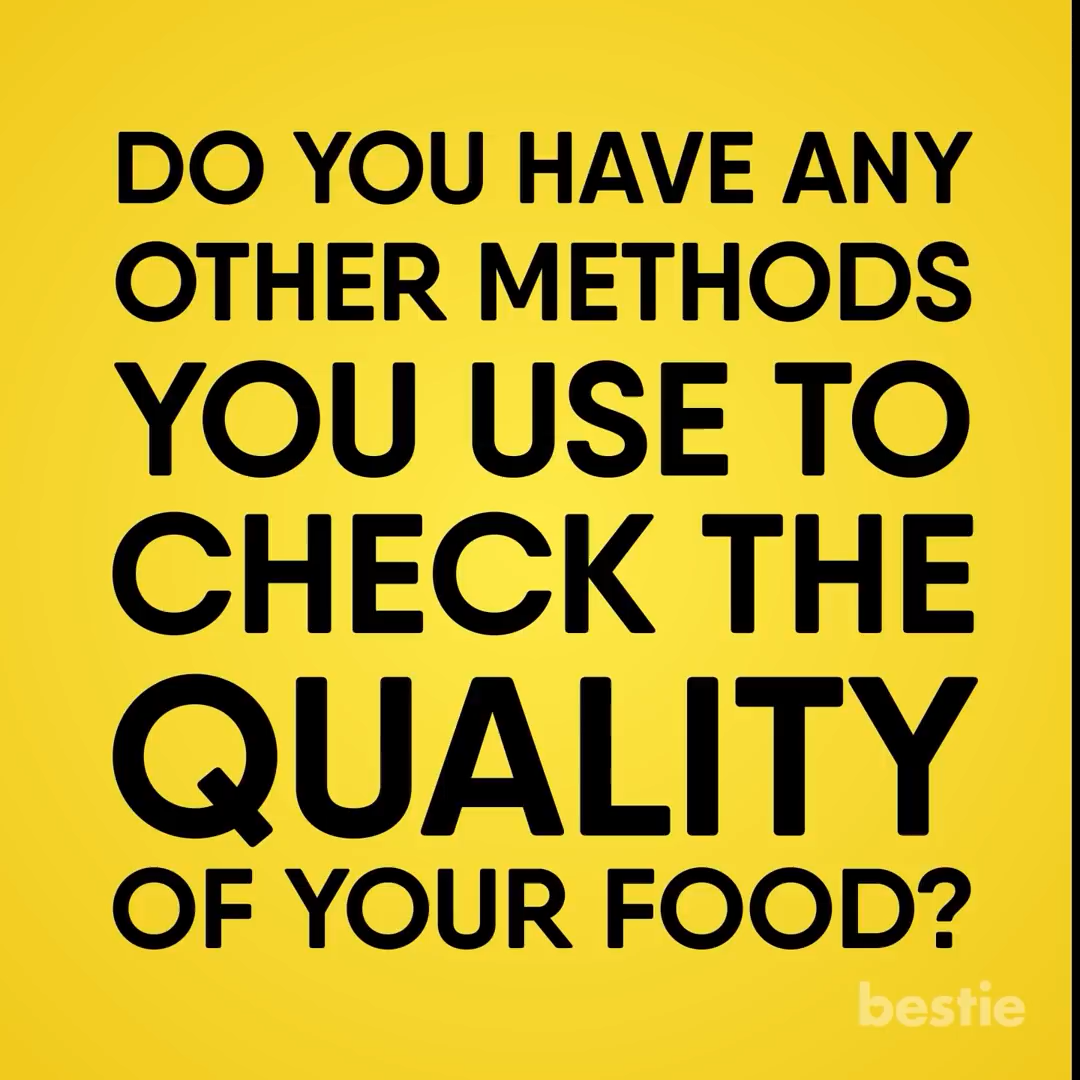 DO YOU HAVE ANY
OTHER METHODS
YOU USE TO
CHECK THE
QUALITY
OF YOUR FOOD?
bestie